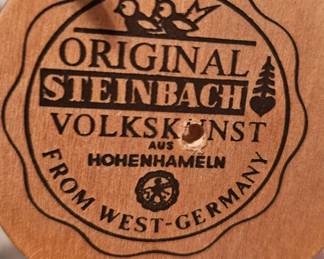 ORIGINAL
STEINBACH
VOLKSKUNST
AUS
HOHENHAMELN
FROM WEST-GERMANY